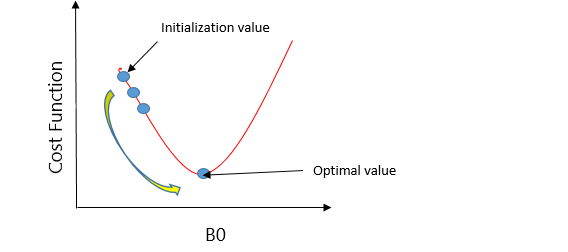 Initialization value
Cost Function
Optimal value
B0